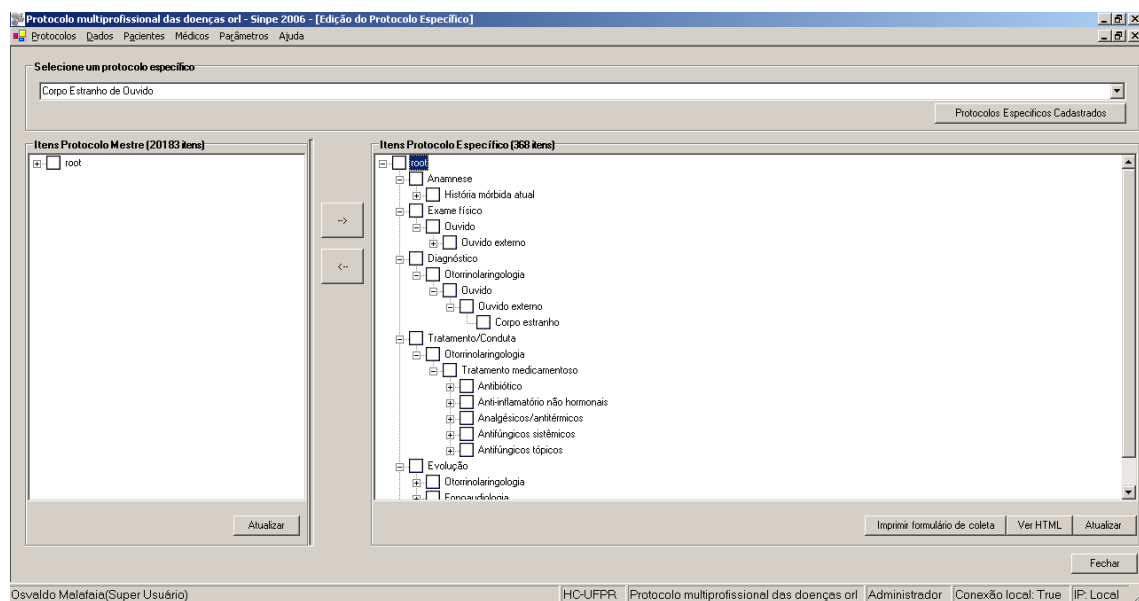 Protocolo multiprofissional das doenças orl - Sinpe 2006 - [Edição do Protocolo Específico]
Protocolos Dados Pacientes Médicos Parâmetros Ajuda
Selecione um protocolo específico
Corpo Estranho de Ouvido
Protocolos Especificos Cadastrados
Itens Protocolo Mestre (20183 itens)
root
-->
<--
Itens Protocolo Específico (368 itens)
root
Anamnese
História mórbida atual
Exame físico
Ouvido
Ouvido externo
Diagnóstico
Otorrinolaringologia
Ouvido
Ouvido externo
Corpo estranho
Tratamento/Conduta
Otorrinolaringologia
Tratamento medicamentoso
Antibiótico
Anti-inflamatório não hormonais
Analgésicos/antitérmicos
Antifúngicos sistêmicos
Antifúngicos tópicos
Evolução
Otorrinolaringologia
Fonoaudiologia
Atualizar
Imprimir formulário de coleta Ver HTML Atualizar
Fechar
Osvaldo Malafaia(Super Usuário) HC-UFPR Protocolo multiprofissional das doenças orl Administrador Conexão local: True IP: Local